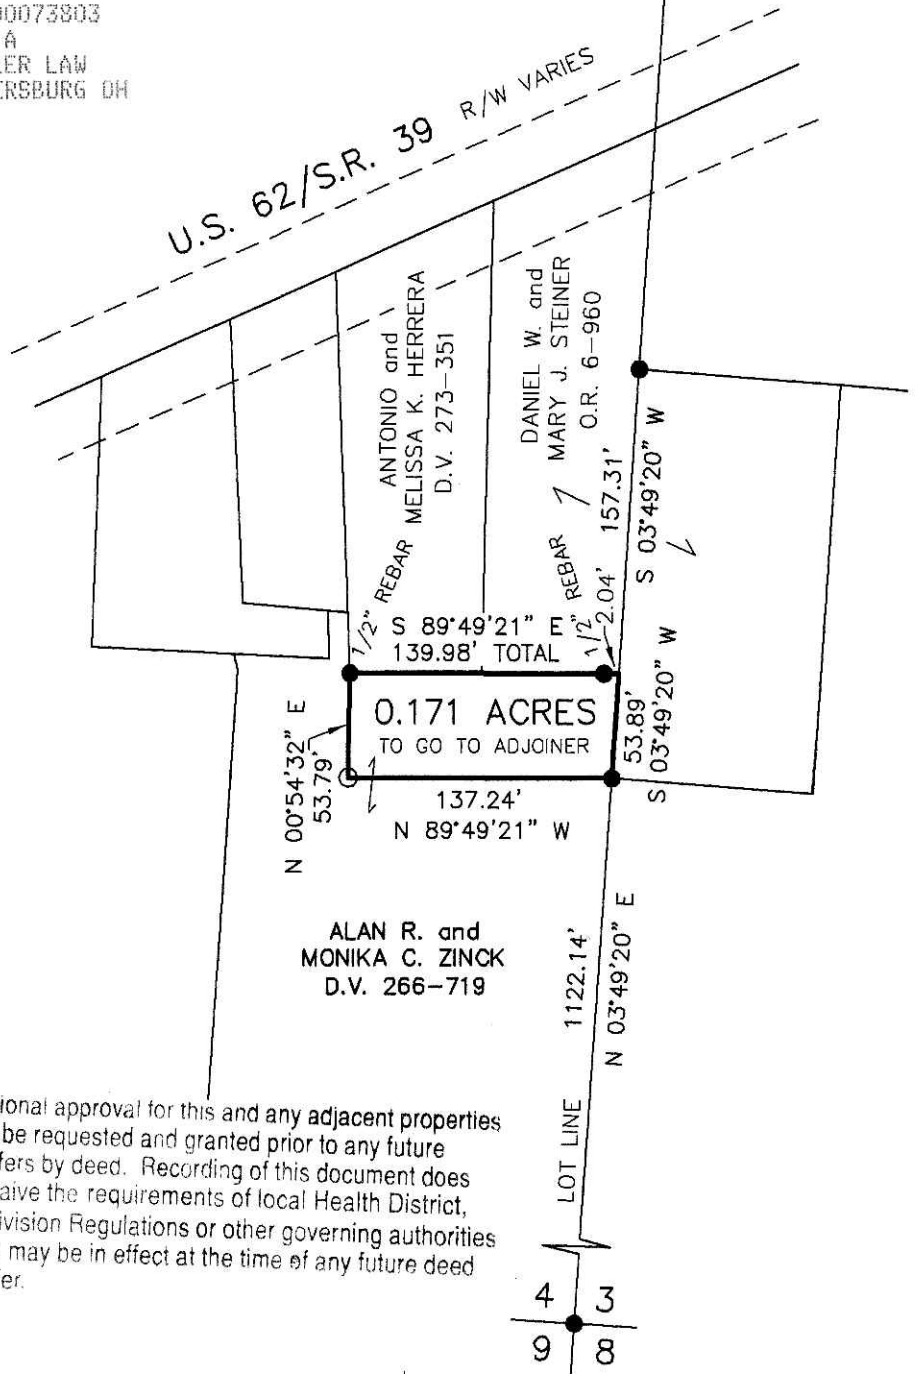 00073803
A
ER LAW
ERSBURG OH
U.S. 62/S.R. 39 R/W VARIES
ANTONIO and
MELISSA K. HERRERA
D.V. 273-351
DANIEL W. and
MARY J. STEINER
O.R. 6-960
1/2" REBAR
1/2" REBAR
2.04'
157.31'
S 03°49'20" W
S 89°49'21" E
139.98' TOTAL
0.171 ACRES
TO GO TO ADJOINER
N 00°54'32" E
53.79'
53.89'
S 03°49'20" W
137.24'
N 89°49'21" W
ALAN R. and
MONIKA C. ZINCK
D.V. 266-719
LOT LINE 1122.14'
N 03°49'20" E
ional approval for this and any adjacent properties
be requested and granted prior to any future
fers by deed. Recording of this document does
aive the requirements of local Health District,
ivision Regulations or other governing authorities
may be in effect at the time of any future deed
er.
4 3
9 8